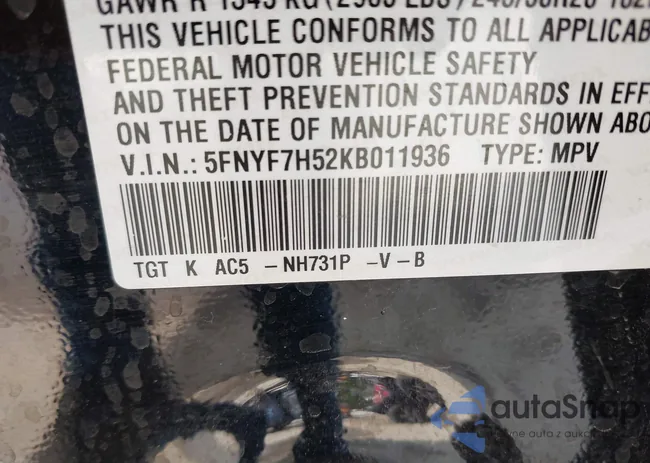 THIS VEHICLE CONFORMS TO ALL APPLICAB
FEDERAL MOTOR VEHICLE SAFETY
AND THEFT PREVENTION STANDARDS IN EFF
ON THE DATE OF MANUFACTURE SHOWN ABO
V.I.N.: 5FNYF7H52KB011936 TYPE: MPV
TGT K AC5 -NH731P -V-B
autaSnap